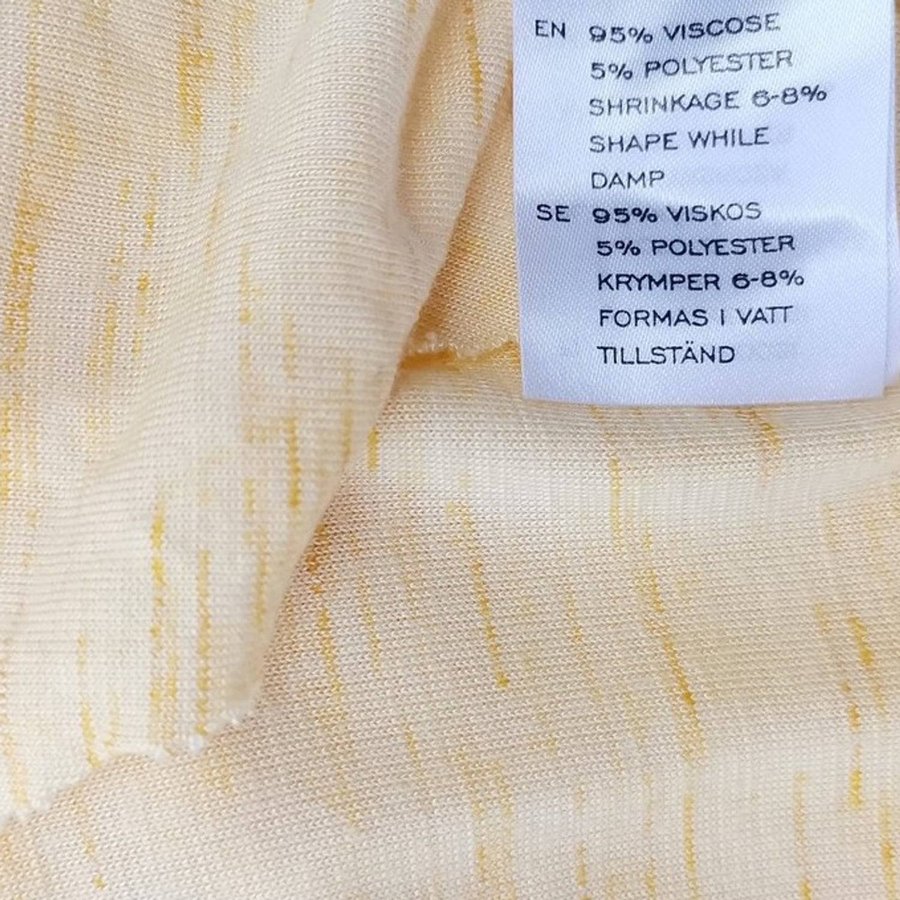 EN 95% VISCOSE
5% POLYESTER
SHRINKAGE 6-8%
SHAPE WHILE
DAMP
SE 95% VISKOS
5% POLYESTER
KRYMPER 6-8%
FORMAS I VATT
TILLSTÄND